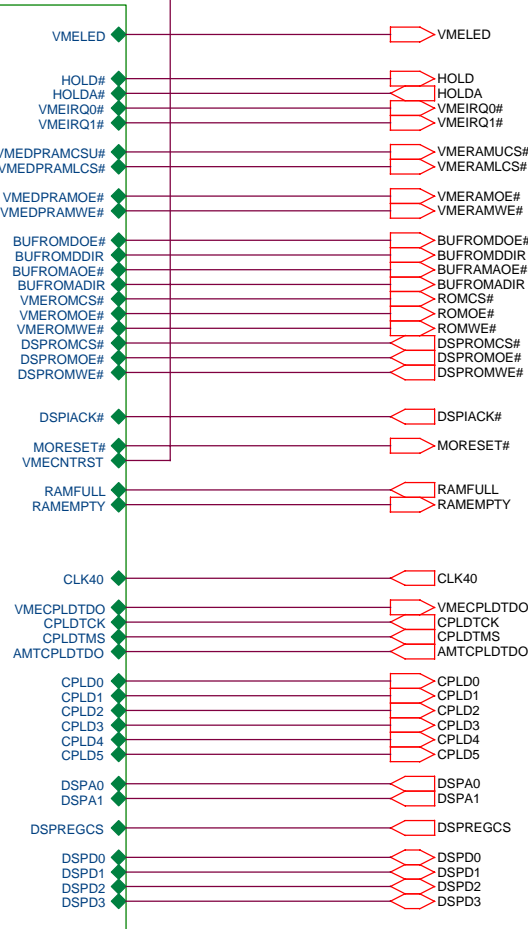 VMELED VMELED
HOLD# HOLD
HOLDA# HOLDA
VMEIRQ0# VMEIRQ0#
VMEIRQ1# VMEIRQ1#
VMEDPRAMCSU# VMERAMUCS#
VMEDPRAMLCS# VMERAMLCS#
VMEDPRAMOE# VMERAMOE#
VMEDPRAMWE# VMERAMWE#
BUFROMDOE# BUFROMDOE#
BUFROMDDIR BUFROMDDIR
BUFROMAOE# BUFRAMAOE#
BUFROMADIR BUFROMADIR
VMEROMCS# ROMCS#
VMEROMOE# ROMOE#
VMEROMWE# ROMWE#
DSPROMCS# DSPROMCS#
DSPROMOE# DSPROMOE#
DSPROMWE# DSPROMWE#
DSPIACK# DSPIACK#
MORESET# MORESET#
VMECNTRST
RAMFULL RAMFULL
RAMEMPTY RAMEMPTY
CLK40 CLK40
VMECPLDTDO VMECPLDTDO
CPLDTCK CPLDTCK
CPLDTMS CPLDTMS
AMTCPLDTDO AMTCPLDTDO
CPLD0 CPLD0
CPLD1 CPLD1
CPLD2 CPLD2
CPLD3 CPLD3
CPLD4 CPLD4
CPLD5 CPLD5
DSPA0 DSPA0
DSPA1 DSPA1
DSPREGCS DSPREGCS
DSPD0 DSPD0
DSPD1 DSPD1
DSPD2 DSPD2
DSPD3 DSPD3